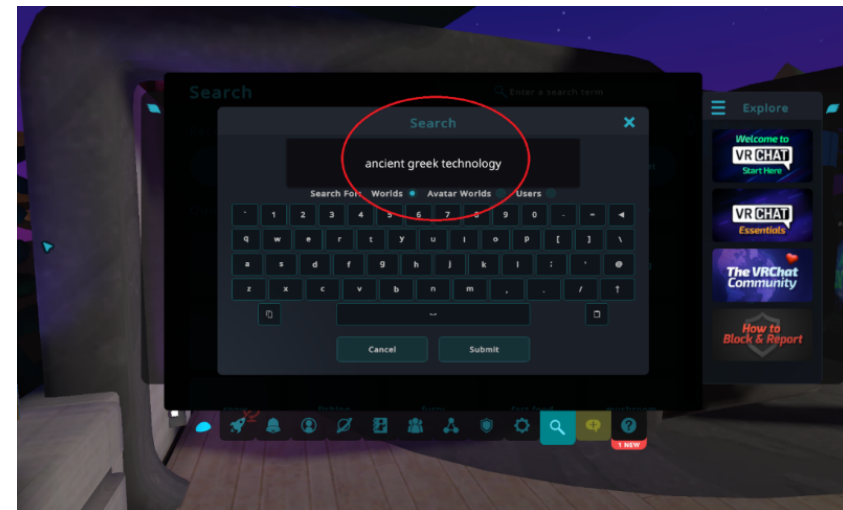 Search
Enter a search term
Explore
Search
ancient greek technology
Search For: Worlds Avatar Worlds Users
` 1 2 3 4 5 6 7 8 9 0 - =
q w e r t y u i o p [ ] \
a s d f g h j k l ; ' @
z x c v b n m , . /
Cancel Submit
Welcome to
VRCHAT
Start Here
VRCHAT
Essentials
The VRChat
Community
How to
Block & Report
1 NEW